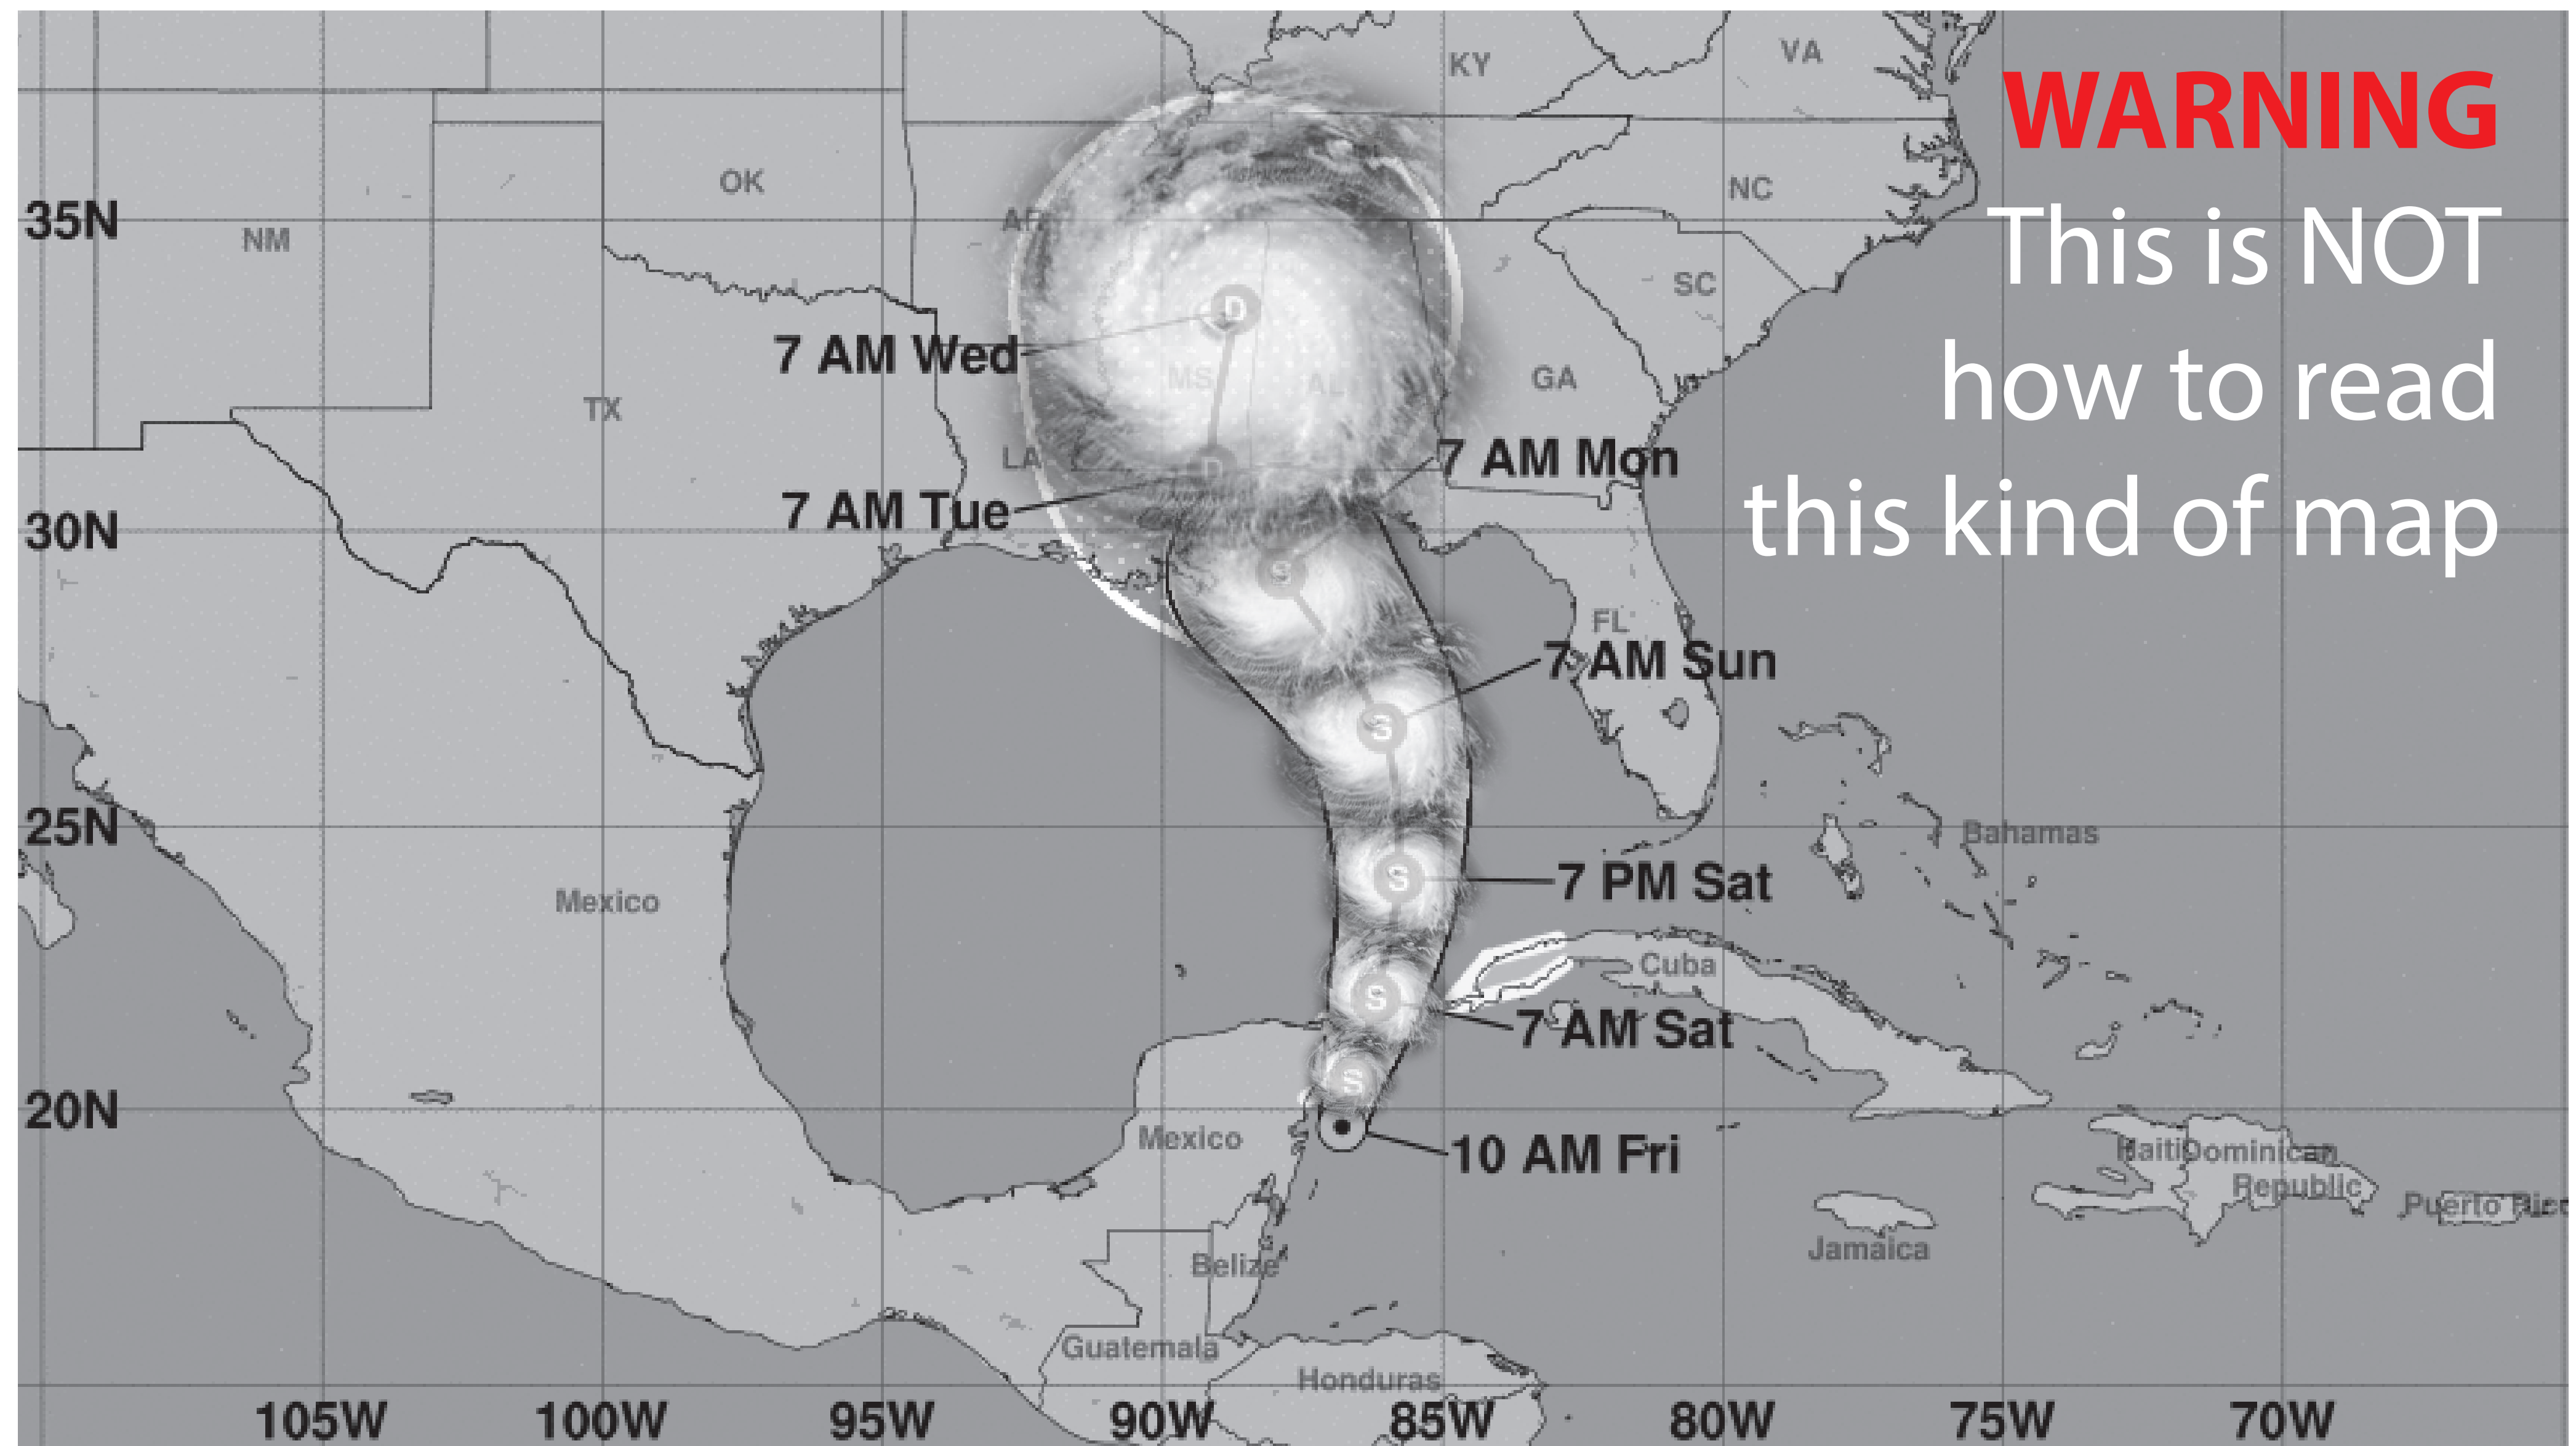 WARNING
This is NOT
how to read
this kind of map
KY
VA
OK
NC
35N
NM
SC
D
7 AM Wed
MS
AL
GA
TX
LA
D
7 AM Mon
7 AM Tue
30N
S
FL
7 AM Sun
S
25N
Bahamas
S
7 PM Sat
Mexico
Cuba
S
7 AM Sat
S
20N
10 AM Fri
Mexico
Haiti
Dominican
Republic
Puerto Rico
Jamaica
Belize
Guatemala
Honduras
105W 100W 95W 90W 85W 80W 75W 70W